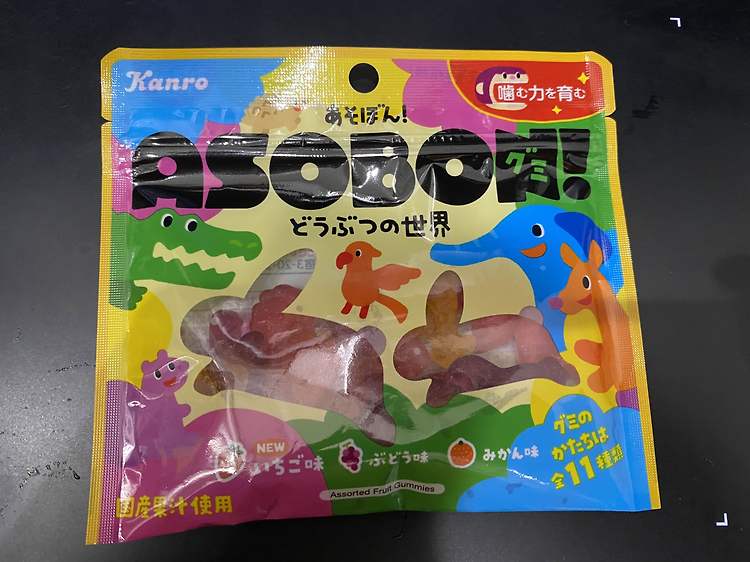 Kanro
噛む力を育む
あそぼん!
ASOBON!
グミ
どうぶつの世界
NEW
いちご味
ぶどう味
みかん味
グミの
かたちは
全11種類
Assorted Fruit Gummies
国産果汁使用